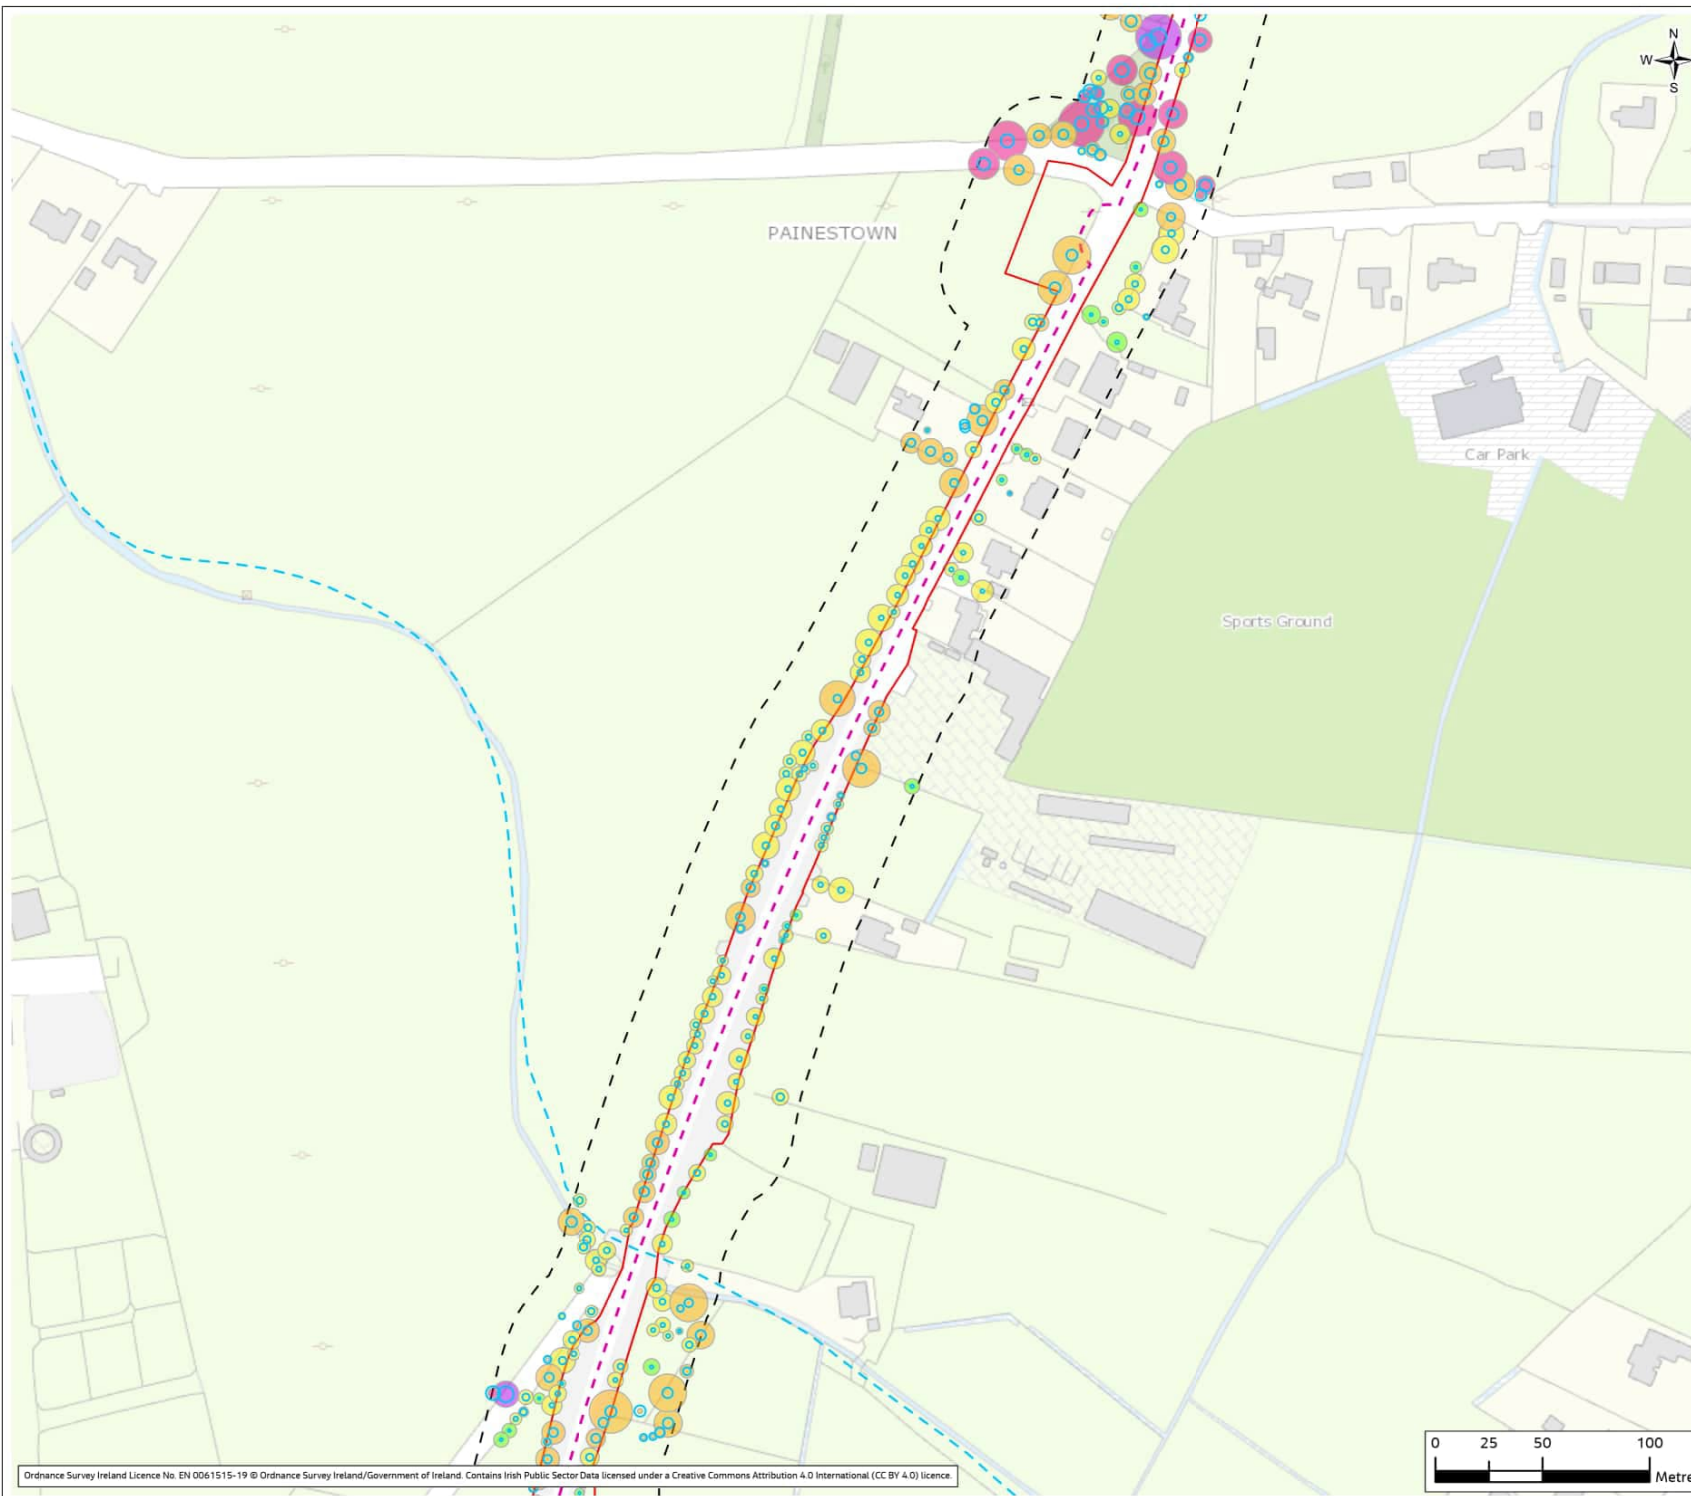 N
W
S
PAINESTOWN
Car Park
Sports Ground
0 25 50 100
Metre
Ordnance Survey Ireland Licence No. EN 0061515-19 © Ordnance Survey Ireland/Government of Ireland. Contains Irish Public Sector Data licensed under a Creative Commons Attribution 4.0 International (CC BY 4.0) licence.